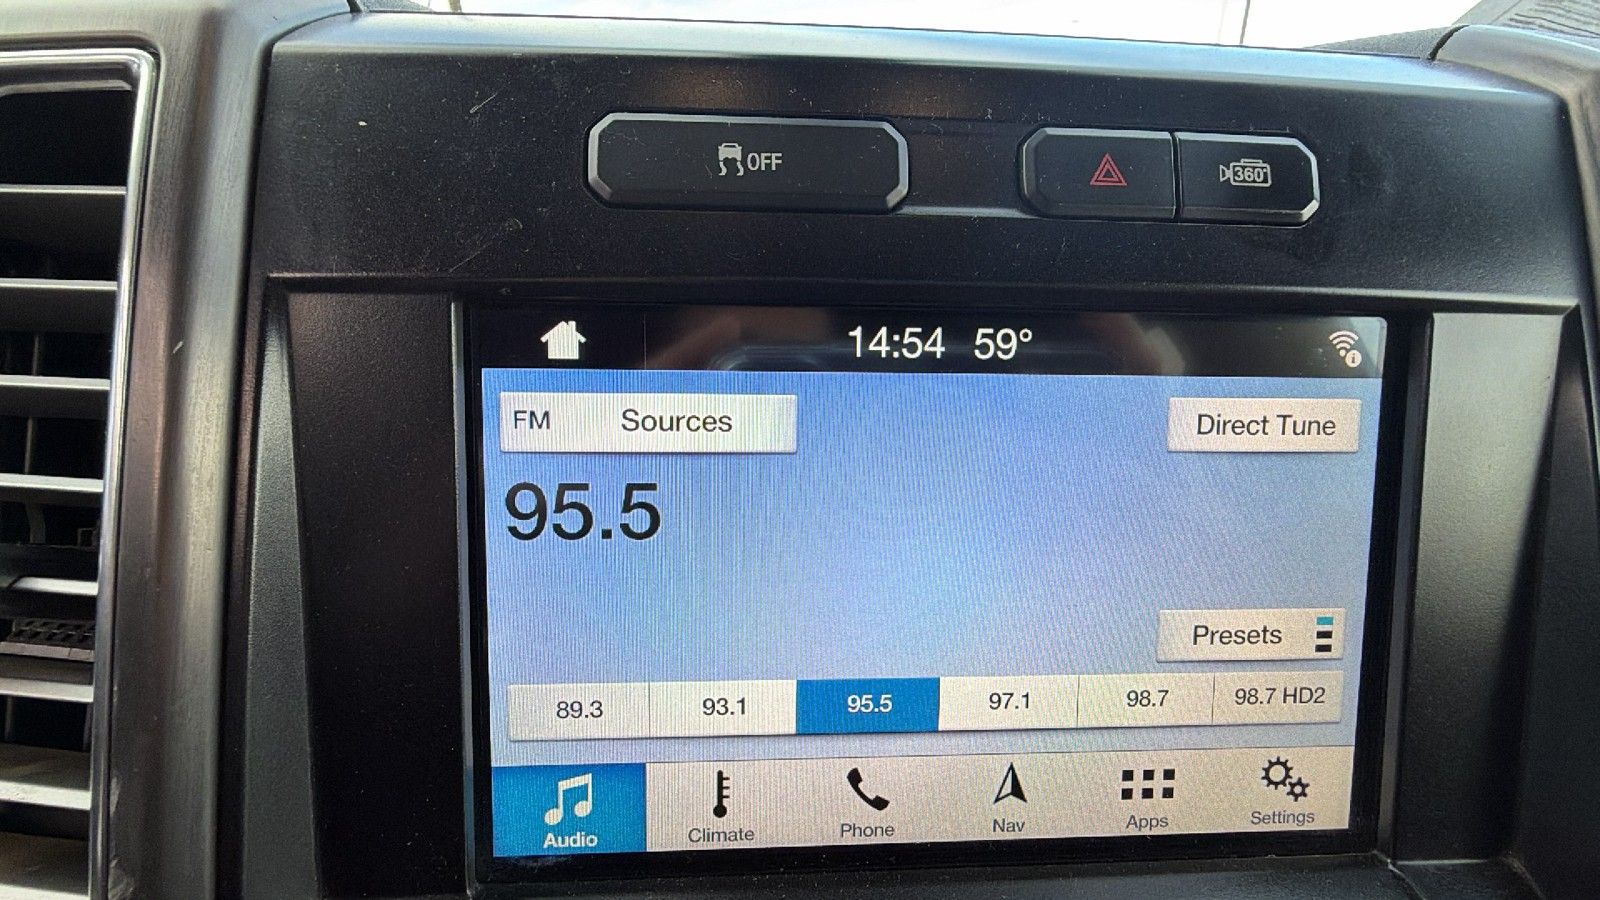 OFF
360°
14:54 59°
FM Sources
Direct Tune
95.5
Presets
89.3 93.1 95.5 97.1 98.7 98.7 HD2
Audio Climate Phone Nav Apps Settings